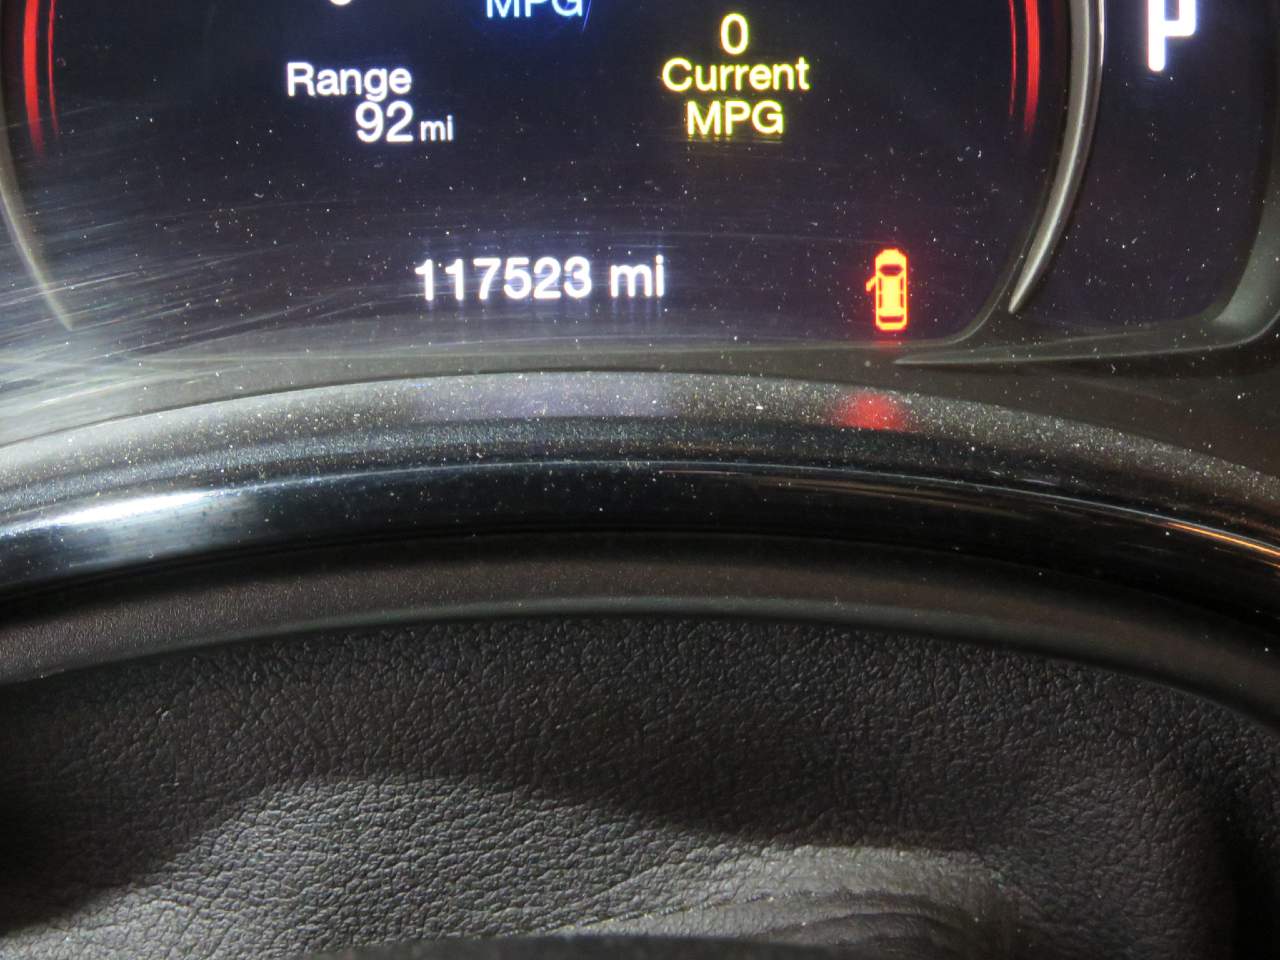 MPG
0
Current
MPG
Range
92 mi
117523 mi
P